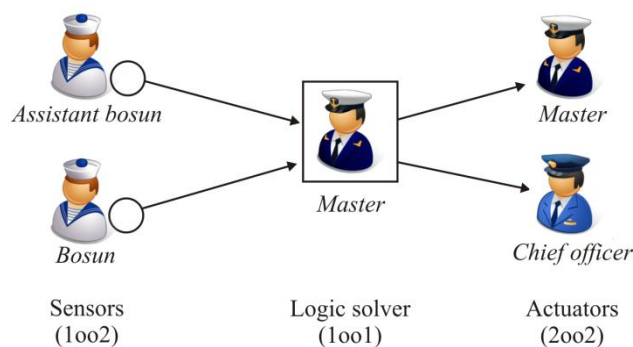 Assistant bosun
Master
Bosun
Master
Chief officer
Sensors
(1oo2)
Logic solver
(1oo1)
Actuators
(2oo2)